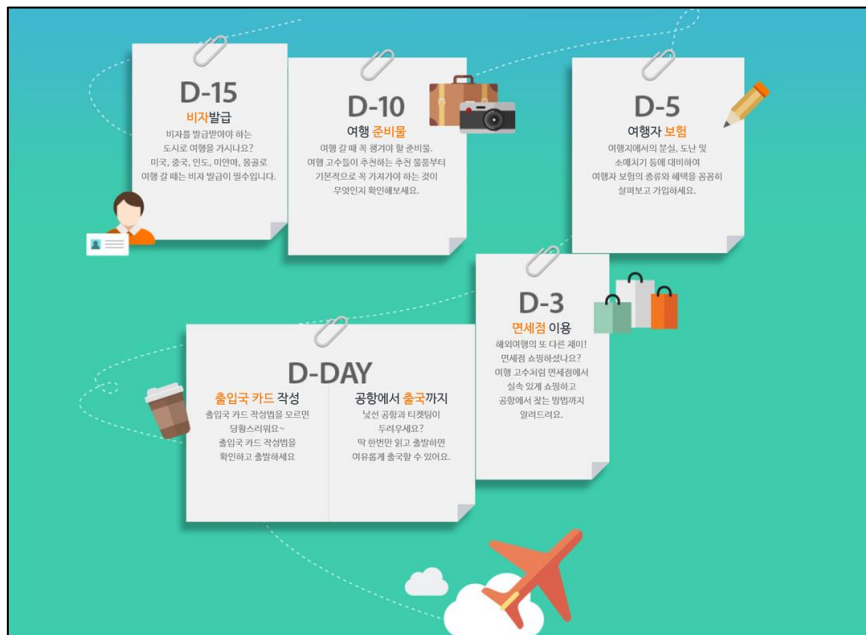 D-15
비자발급
비자를 발급받아야 하는
도시로 여행을 가시나요?
미국, 중국, 인도, 미얀마, 몽골로
여행 갈 때는 비자 발급이 필수입니다.
D-10
여행 준비물
여행 갈 때 꼭 챙겨야 할 준비물.
여행 고수들이 추천하는 추천 물품부터
기본적으로 꼭 가져가야 하는 것이
무엇인지 확인해보세요.
D-5
여행자 보험
여행지에서의 분실, 도난 및
소매치기 등에 대비하여
여행자 보험의 종류와 혜택을 꼼꼼히
살펴보고 가입하세요.
D-3
면세점 이용
해외여행의 또 다른 재미!
면세점 쇼핑하셨나요?
여행 고수처럼 면세점에서
실속 있게 쇼핑하고
공항에서 찾는 방법까지
알려드려요.
D-DAY
출입국 카드 작성
출입국 카드 작성법을 모르면
당황스러워요~
출입국 카드 작성법을
확인하고 출발하세요
공항에서 출국까지
낯선 공항과 티켓팅이
두려우세요?
딱 한번만 읽고 출발하면
여유롭게 출국할 수 있어요.